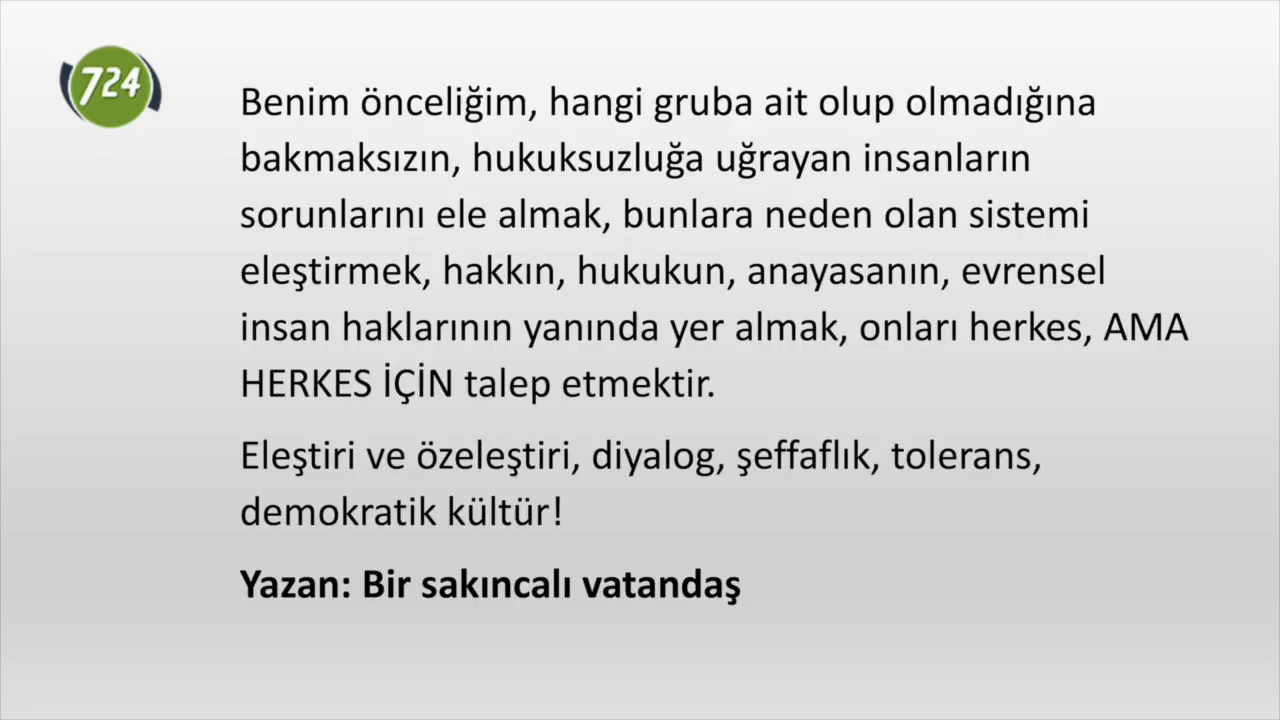 724
Benim önceliğim, hangi gruba ait olup olmadığına
bakmaksızın, hukuksuzluğa uğrayan insanların
sorunlarını ele almak, bunlara neden olan sistemi
eleştirmek, hakkın, hukukun, anayasanın, evrensel
insan haklarının yanında yer almak, onları herkes, AMA
HERKES İÇİN talep etmektir.
Eleştiri ve özeleştiri, diyalog, şeffaflık, tolerans,
demokratik kültür!
Yazan: Bir sakıncalı vatandaş